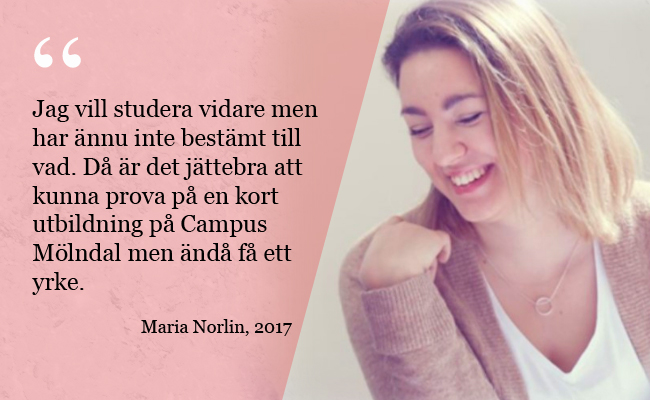 “
Jag vill studera vidare men
har ännu inte bestämt till
vad. Då är det jättebra att
kunna prova på en kort
utbildning på Campus
Mölndal men ändå få ett
yrke.
Maria Norlin, 2017